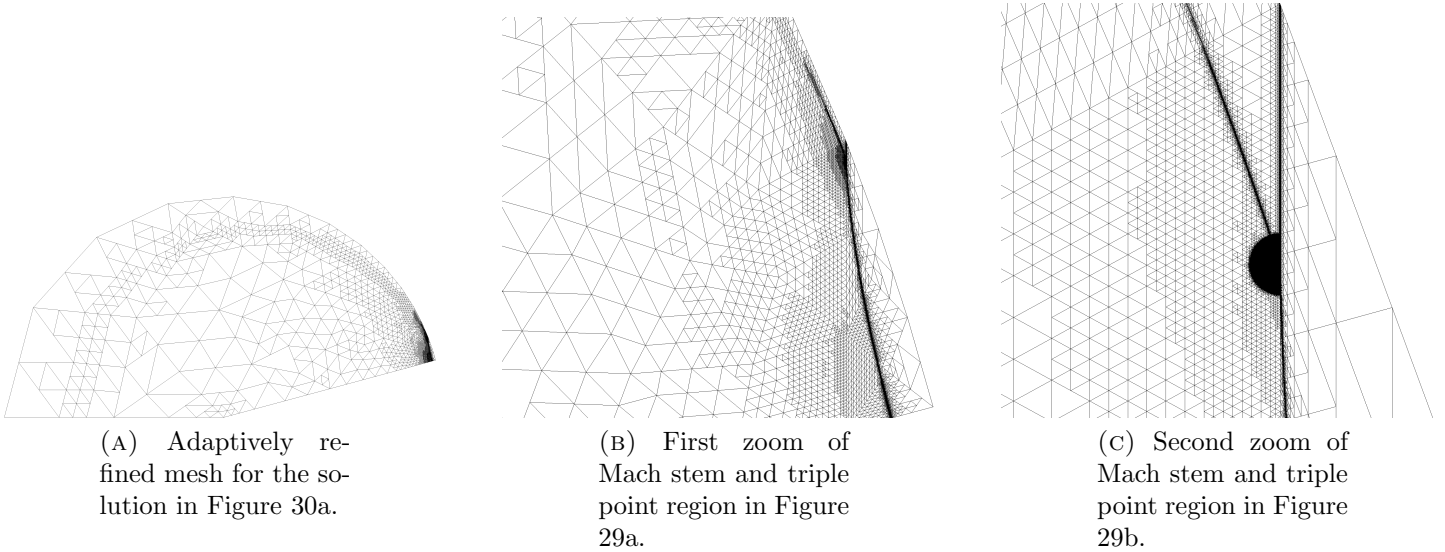 (A) Adaptively re-
fined mesh for the so-
lution in Figure 30a.
(B) First zoom of
Mach stem and triple
point region in Figure
29a.
(C) Second zoom of
Mach stem and triple
point region in Figure
29b.